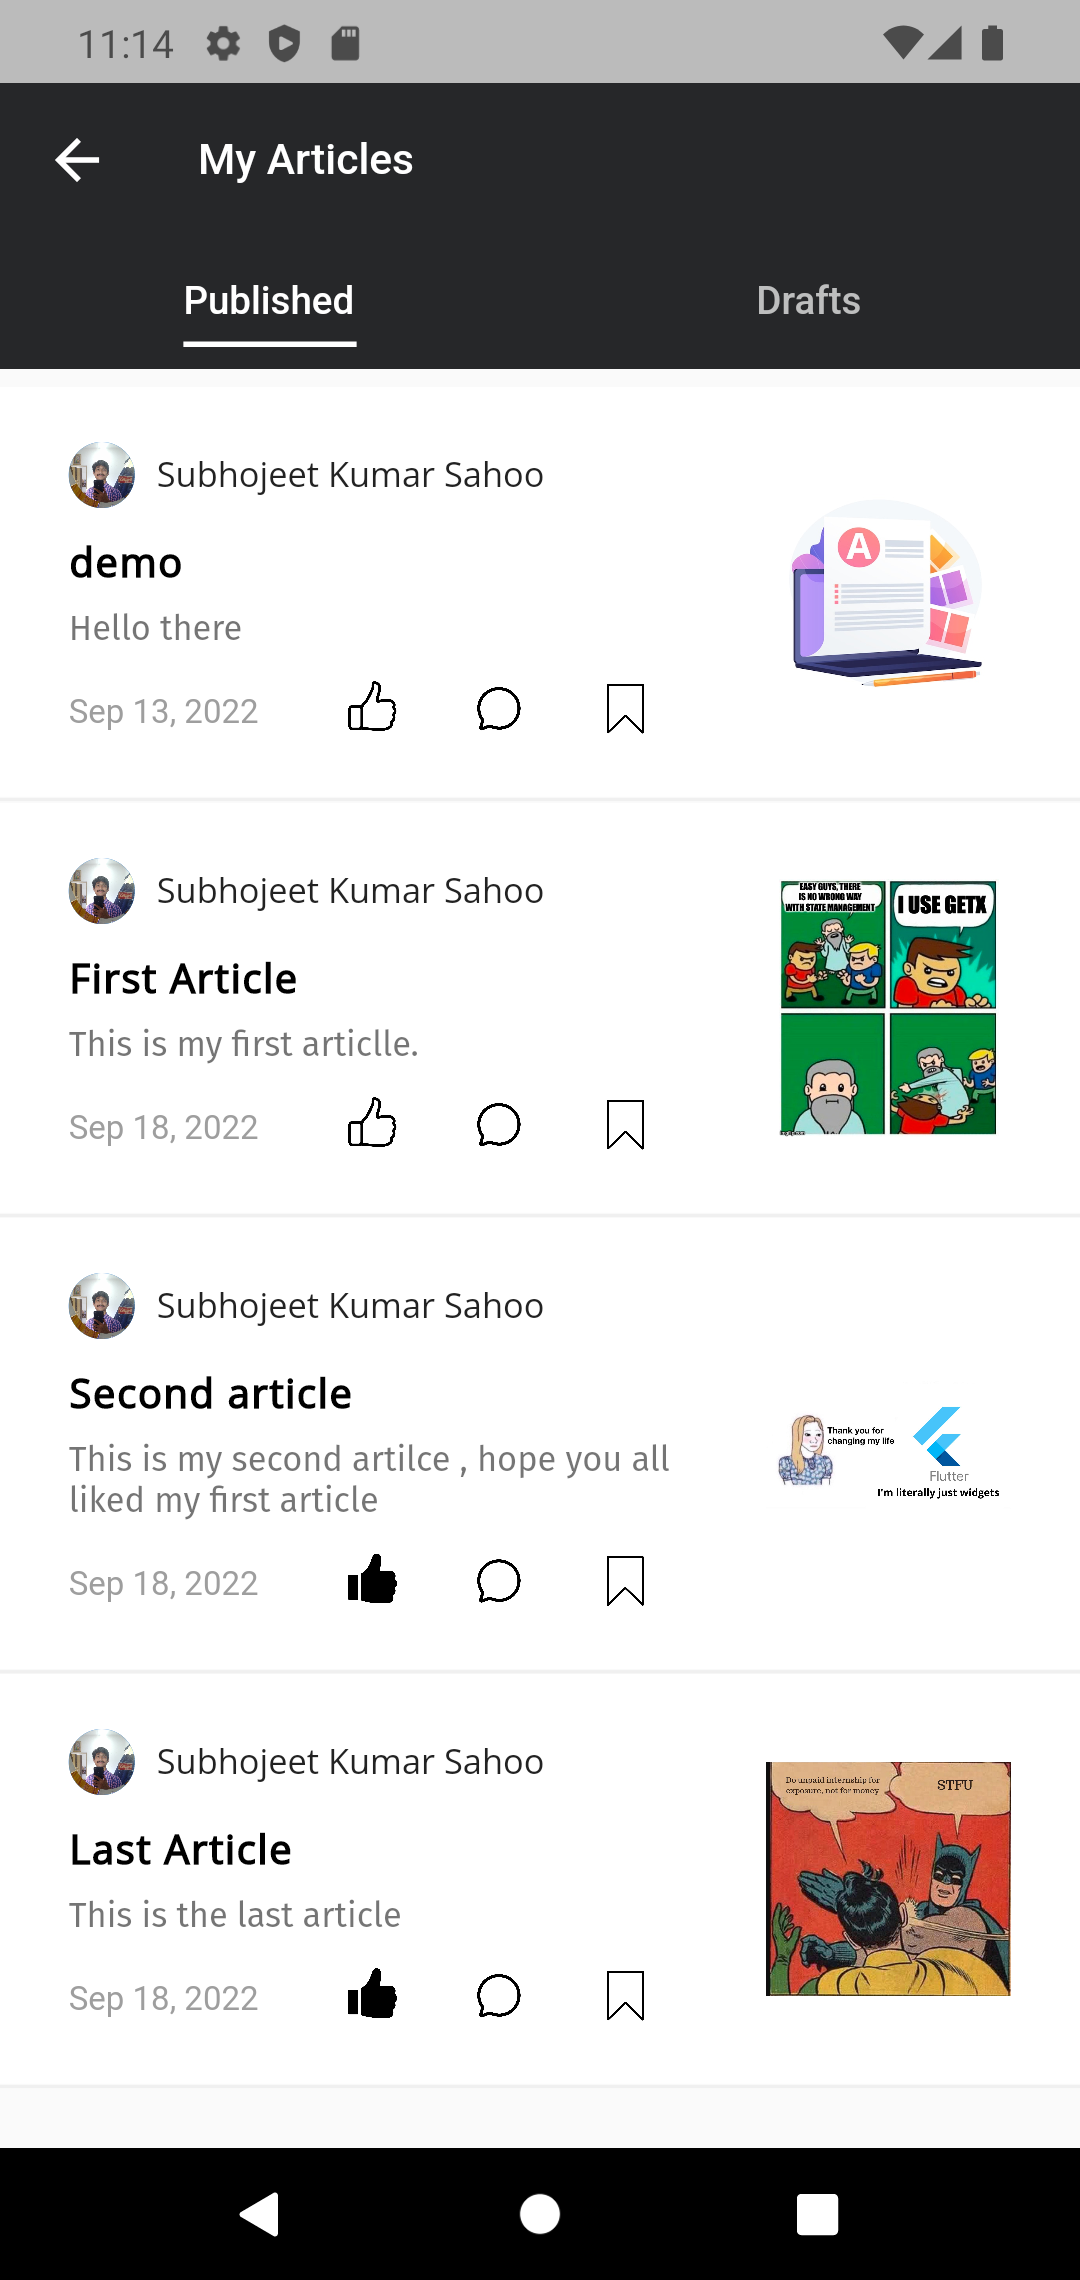 11:14
My Articles
Published
Drafts
Subhojeet Kumar Sahoo
demo
Hello there
Sep 13, 2022
A
Subhojeet Kumar Sahoo
First Article
This is my first articlle.
Sep 18, 2022
EASY GUYS, THERE
IS NO WRONG WAY
WITH STATE MANAGEMENT
I USE GETX
Subhojeet Kumar Sahoo
Second article
This is my second artilce , hope you all
liked my first article
Sep 18, 2022
Thank you for
changing my life
Flutter
I'm literally just widgets
Subhojeet Kumar Sahoo
Last Article
This is the last article
Sep 18, 2022
Do unpaid internship for
exposure, not for money
STFU